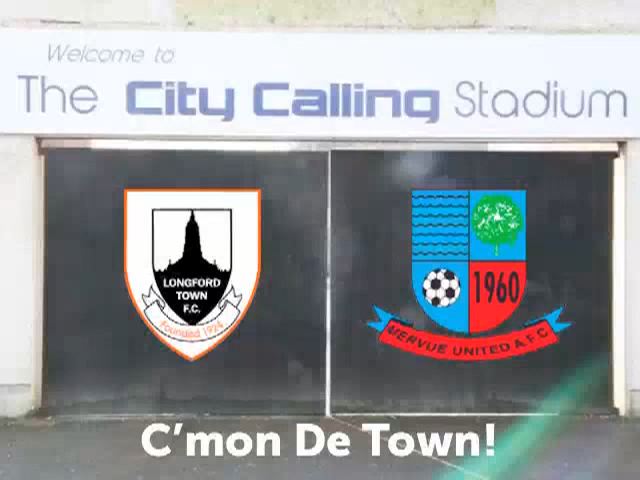 Welcome to
The City Calling Stadium
LONGFORD
TOWN
F.C.
Founded 1924
1960
MERVUE UNITED A.F.C
C'mon De Town!